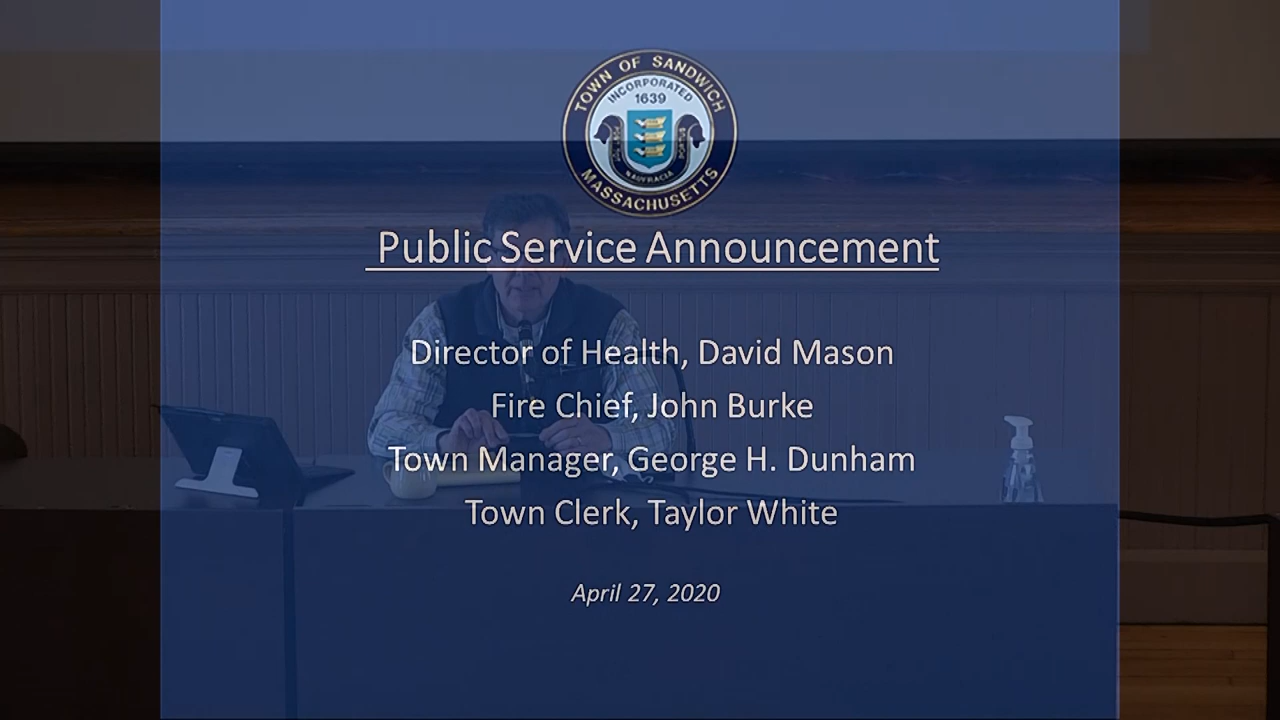 TOWN OF SANDWICH
INCORPORATED
1639
NAUFRAGIA
MASSACHUSETTS
Public Service Announcement
Director of Health, David Mason
Fire Chief, John Burke
Town Manager, George H. Dunham
Town Clerk, Taylor White
April 27, 2020